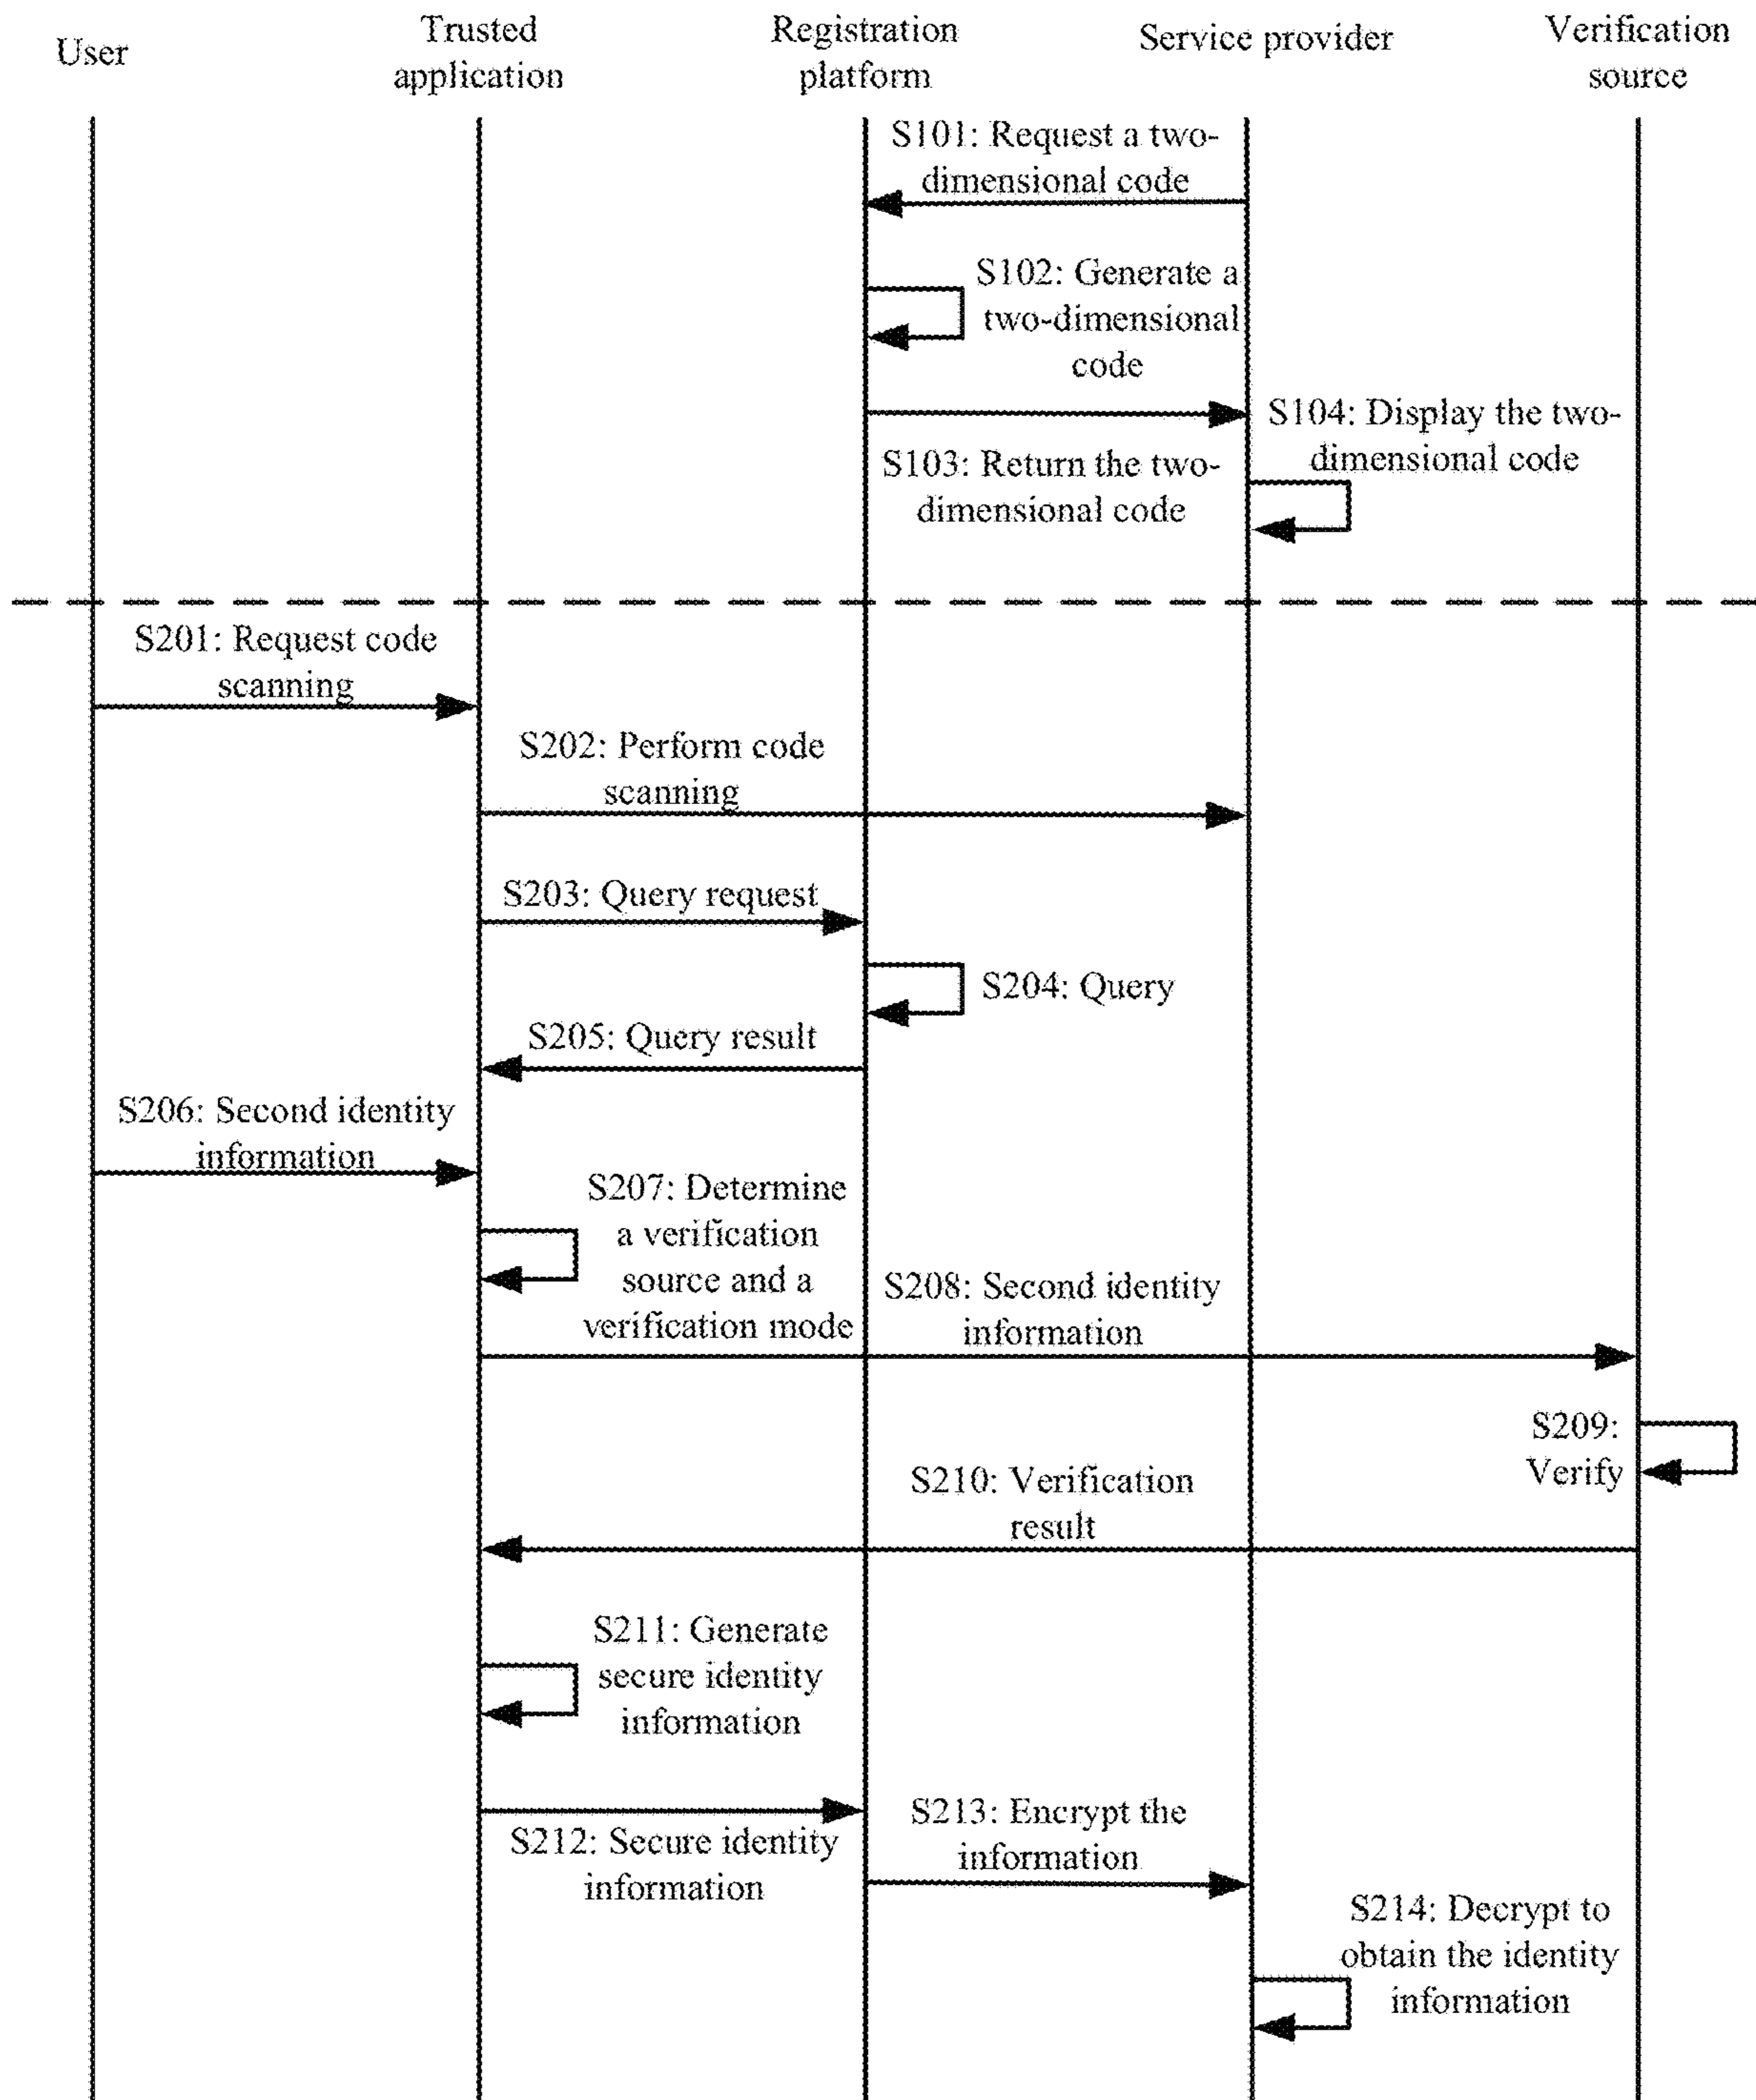 User
Trusted
application
Registration
platform
Service provider
Verification
source
S101: Request a two-
dimensional code
S102: Generate a
two-dimensional
code
S103: Return the two-
dimensional code
S104: Display the two-
dimensional code
S201: Request code
scanning
S202: Perform code
scanning
S203: Query request
S204: Query
S205: Query result
S206: Second identity
information
S207: Determine
a verification
source and a
verification mode
S208: Second identity
information
S209:
Verify
S210: Verification
result
S211: Generate
secure identity
information
S212: Secure identity
information
S213: Encrypt the
information
S214: Decrypt to
obtain the identity
information